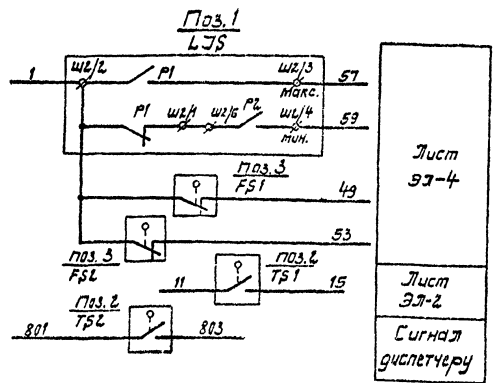 Поз.1
LIS
1
Ш2/2
P1
Ш2/3
57
макс.
P1
Ш2/1
Ш2/6
P2
Ш2/4
59
мин.
Поз.3
FS1
49
53
Поз.3
FS2
Поз.2
TS1
11
15
Поз.2
TS2
801
803
Лист
ЭЛ-4
Лист
ЭЛ-2
Сигнал
диспетчеру